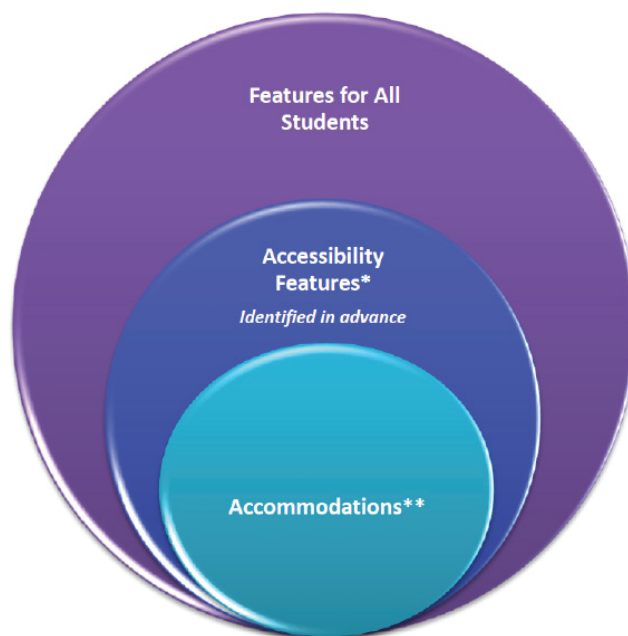 Features for All
Students
Accessibility
Features*
Identified in advance
Accommodations**